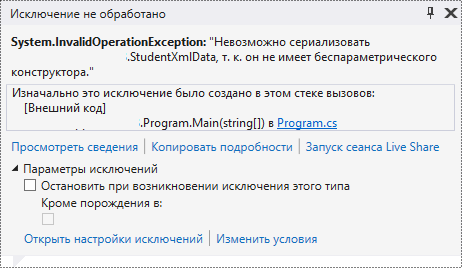 Исключение не обработано
System.InvalidOperationException: "Невозможно сериализовать
.StudentXmlData, т. к. он не имеет беспараметрического
конструктора."
Изначально это исключение было создано в этом стеке вызовов:
[Внешний код]
.Program.Main(string[]) в Program.cs
Просмотреть сведения Копировать подробности Запуск сеанса Live Share
Параметры исключений
Остановить при возникновении исключения этого типа
Кроме порождения в:
Открыть настройки исключений Изменить условия